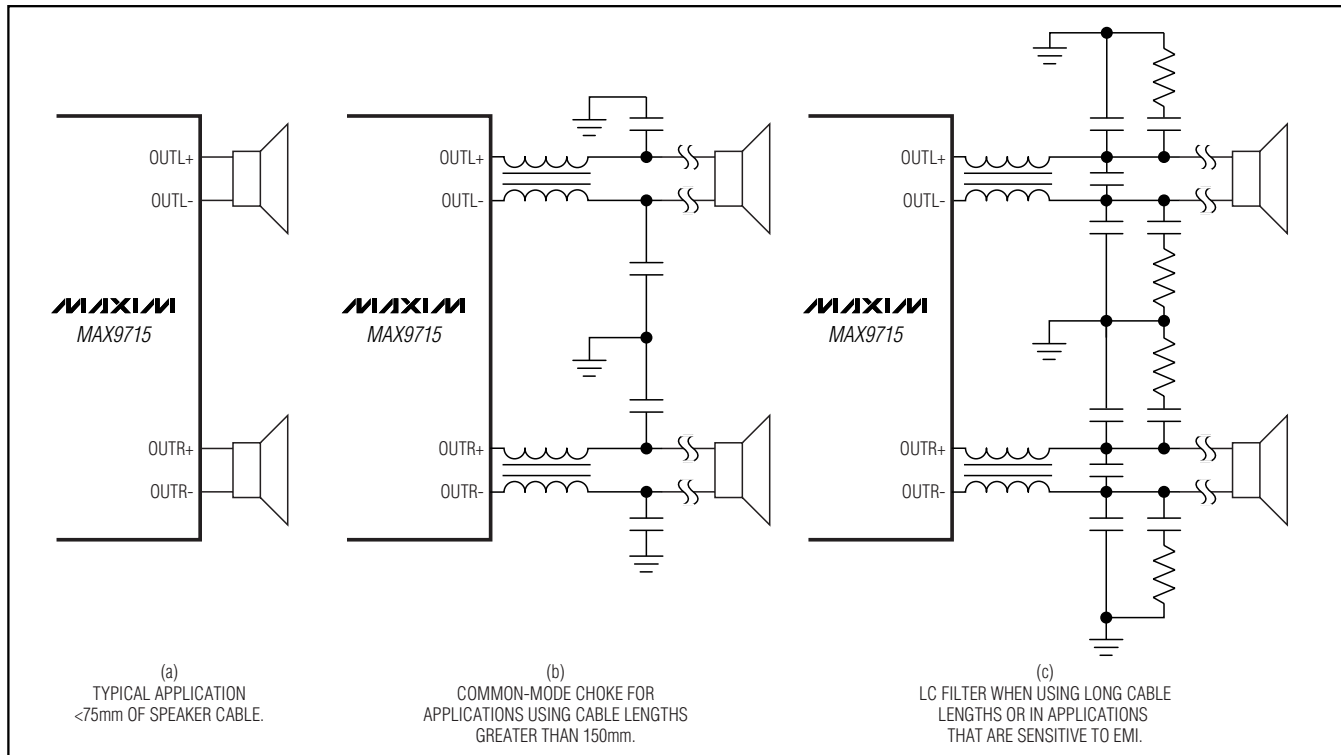 OUTL+
OUTL-
MAXIM
MAX9715
OUTR+
OUTR-
(a)
TYPICAL APPLICATION
<75mm OF SPEAKER CABLE.
OUTL+
OUTL-
MAXIM
MAX9715
OUTR+
OUTR-
(b)
COMMON-MODE CHOKE FOR
APPLICATIONS USING CABLE LENGTHS
GREATER THAN 150mm.
OUTL+
OUTL-
MAXIM
MAX9715
OUTR+
OUTR-
(c)
LC FILTER WHEN USING LONG CABLE
LENGTHS OR IN APPLICATIONS
THAT ARE SENSITIVE TO EMI.